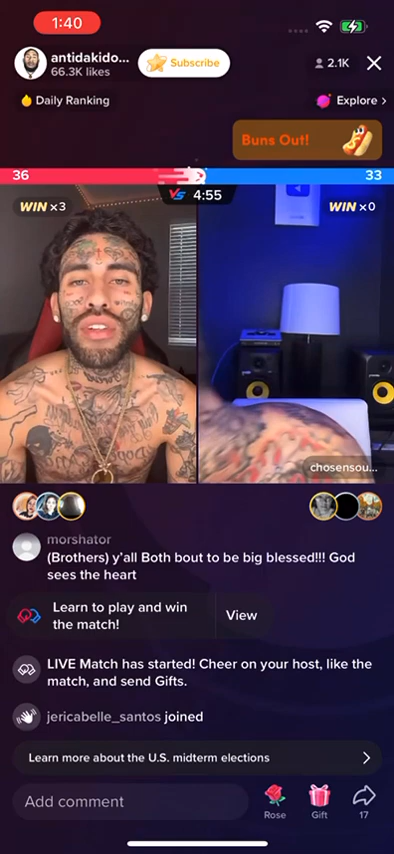 1:40
antidakido...
66.3K likes
Subscribe
2.1K
Daily Ranking
Explore >
Buns Out!
36
33
VS 4:55
WIN ×3
WIN ×0
chosensou...
morshator
(Brothers) y'all Both bout to be big blessed!!! God
sees the heart
Learn to play and win
the match!
View
LIVE Match has started! Cheer on your host, like the
match, and send Gifts.
jericabelle_santos joined
Learn more about the U.S. midterm elections
Add comment
Rose
Gift
17